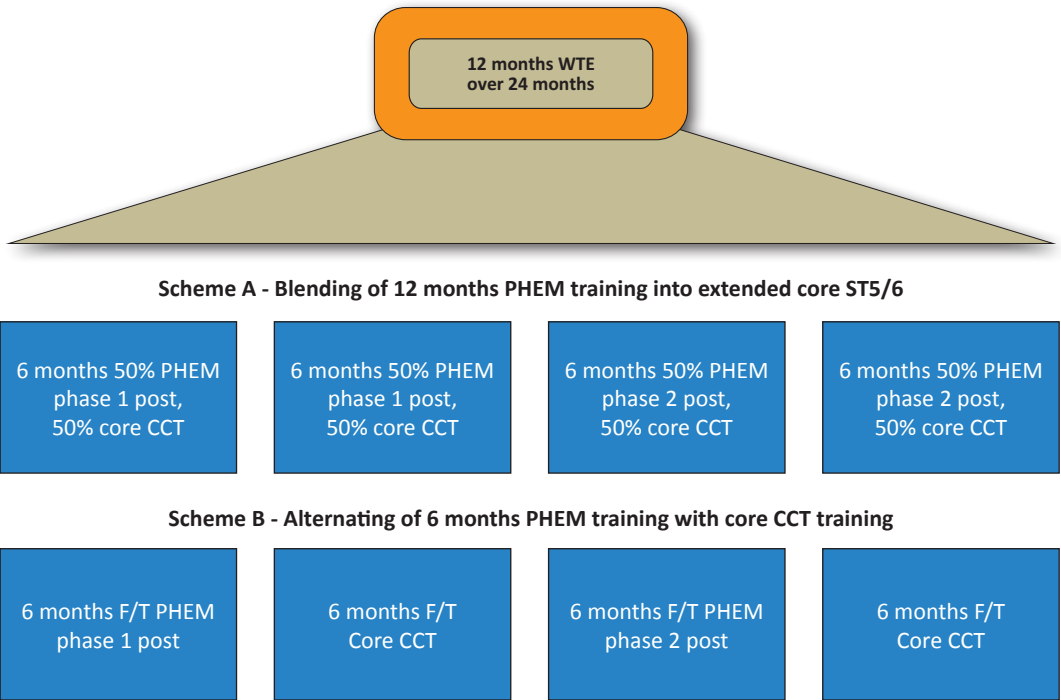 12 months WTE
over 24 months
Scheme A - Blending of 12 months PHEM training into extended core ST5/6
6 months 50% PHEM
phase 1 post,
50% core CCT
6 months 50% PHEM
phase 1 post,
50% core CCT
6 months 50% PHEM
phase 2 post,
50% core CCT
6 months 50% PHEM
phase 2 post,
50% core CCT
Scheme B - Alternating of 6 months PHEM training with core CCT training
6 months F/T PHEM
phase 1 post
6 months F/T
Core CCT
6 months F/T PHEM
phase 2 post
6 months F/T
Core CCT